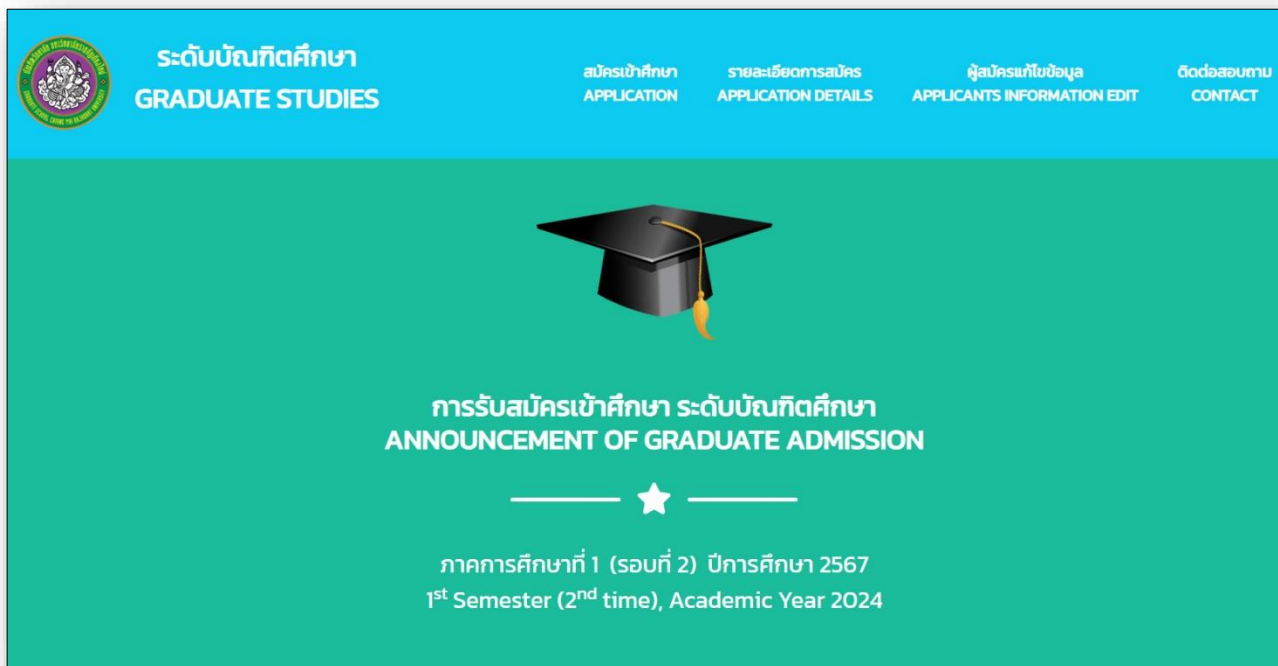 ระดับบัณฑิตศึกษา
GRADUATE STUDIES
สมัครเข้าศึกษา
APPLICATION
รายละเอียดการสมัคร
APPLICATION DETAILS
ผู้สมัครแก้ไขข้อมูล
APPLICANTS INFORMATION EDIT
ติดต่อสอบถาม
CONTACT
การรับสมัครเข้าศึกษา ระดับบัณฑิตศึกษา
ANNOUNCEMENT OF GRADUATE ADMISSION
ภาคการศึกษาที่ 1 (รอบที่ 2) ปีการศึกษา 2567
1st Semester (2nd time), Academic Year 2024